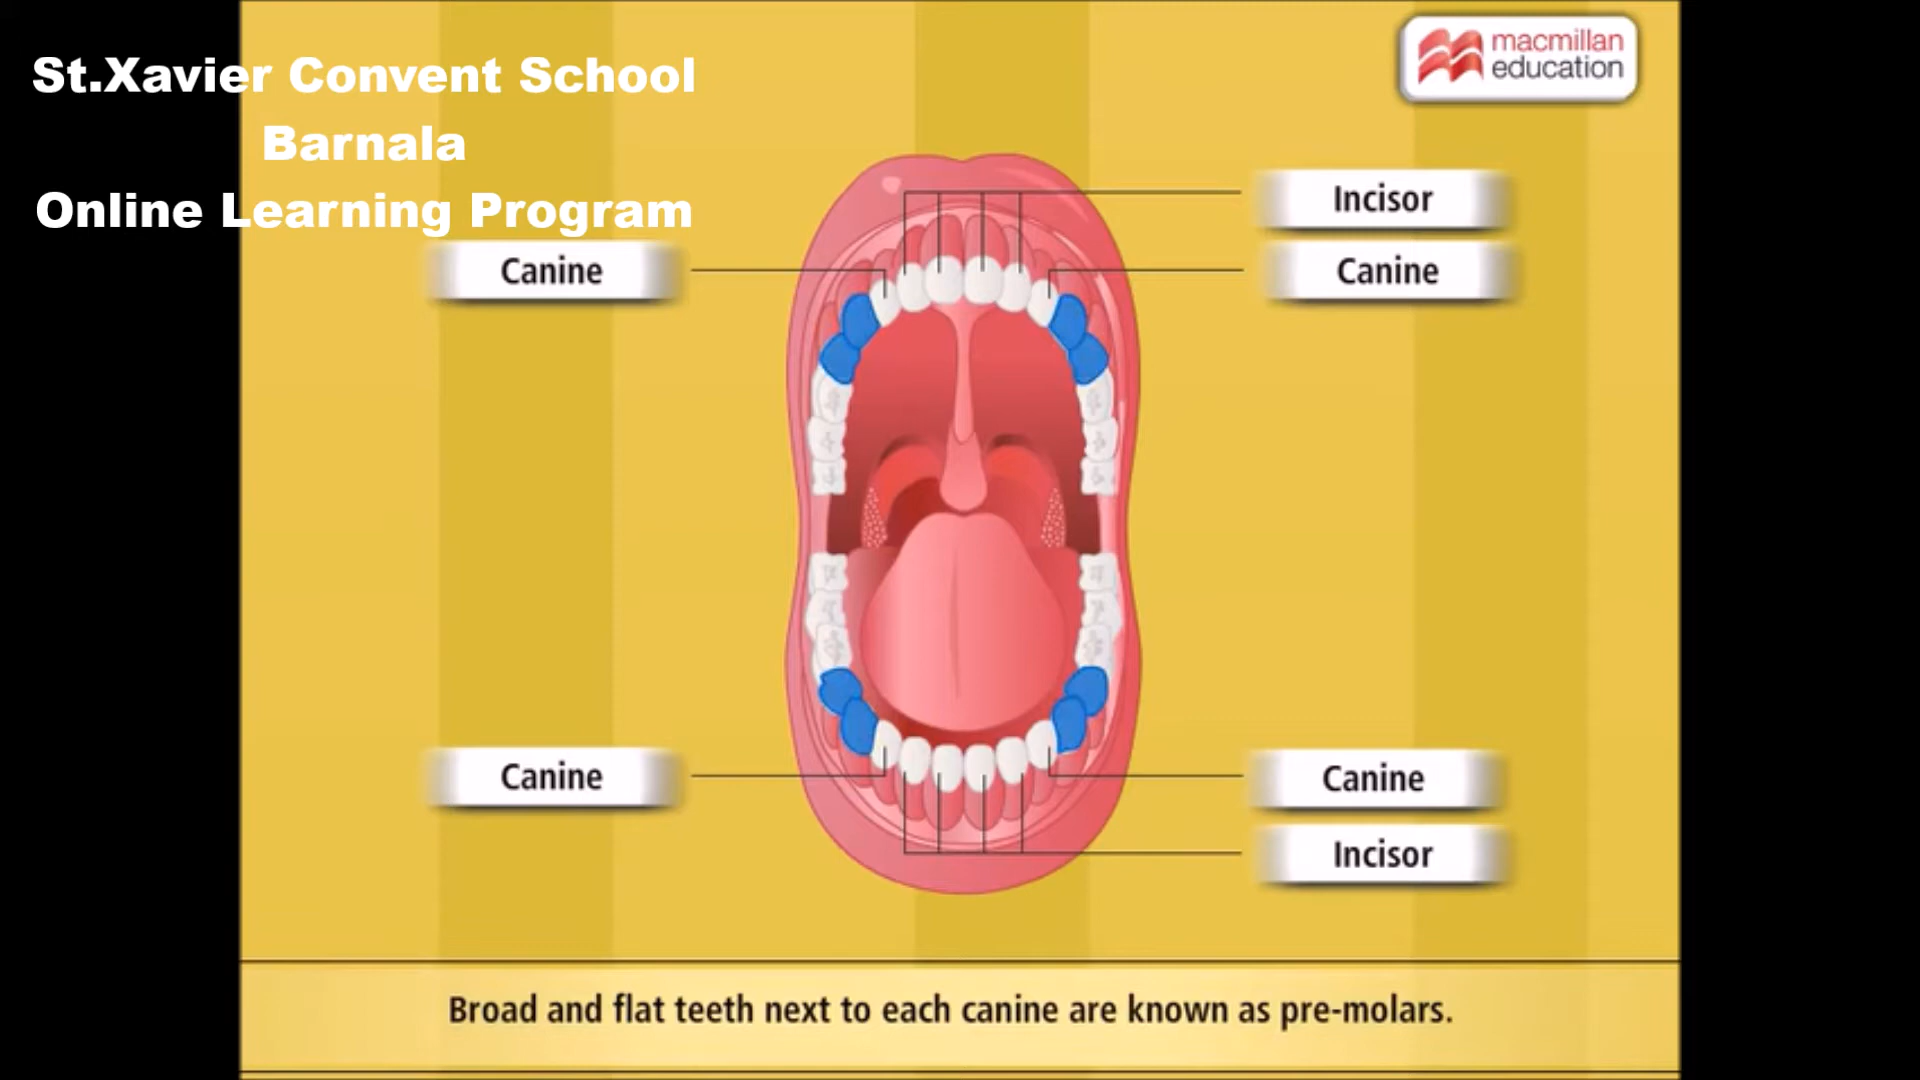 St.Xavier Convent School
Barnala
Online Learning Program
macmillan
education
Incisor
Canine
Canine
Canine
Canine
Incisor
Broad and flat teeth next to each canine are known as pre-molars.